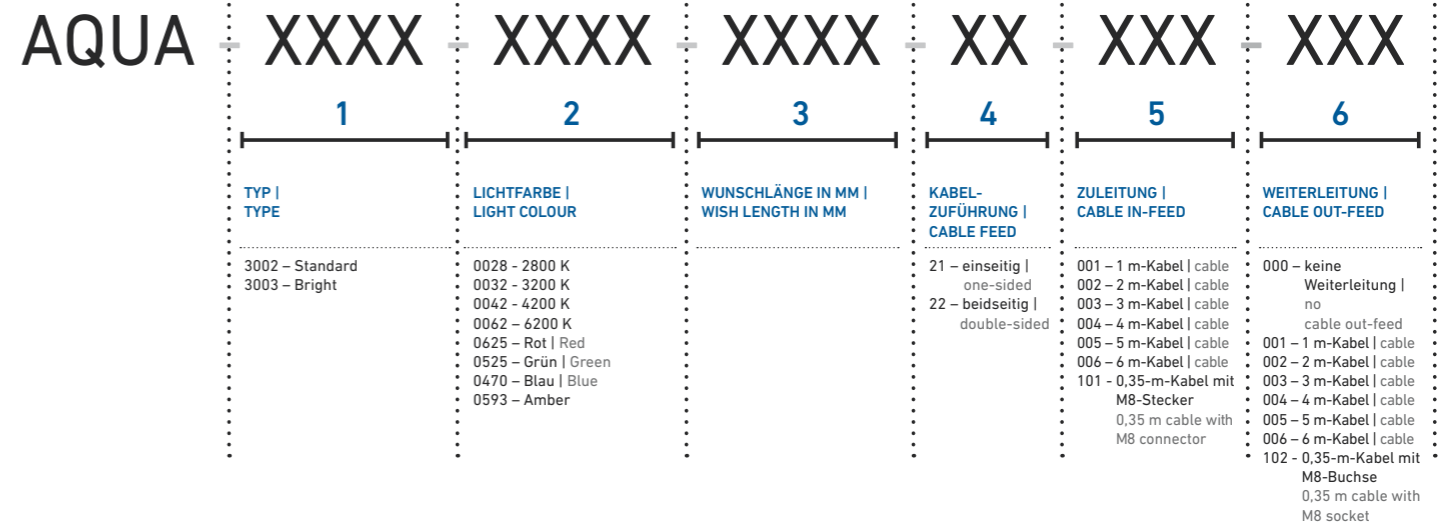 AQUA - XXXX - XXXX - XXXX - XX - XXX - XXX
1
2
3
4
5
6
TYP |
TYPE
3002 – Standard
3003 – Bright
LICHTFARBE |
LIGHT COLOUR
0028 - 2800 K
0032 - 3200 K
0042 - 4200 K
0062 – 6200 K
0625 – Rot | Red
0525 – Grün | Green
0470 – Blau | Blue
0593 – Amber
WUNSCHLÄNGE IN MM |
WISH LENGTH IN MM
KABEL-
ZUFÜHRUNG |
CABLE FEED
21 – einseitig |
one-sided
22 – beidseitig |
double-sided
ZULEITUNG |
CABLE IN-FEED
001 – 1 m-Kabel | cable
002 – 2 m-Kabel | cable
003 – 3 m-Kabel | cable
004 – 4 m-Kabel | cable
005 – 5 m-Kabel | cable
006 – 6 m-Kabel | cable
101 - 0,35-m-Kabel mit
M8-Stecker
0,35 m cable with
M8 connector
WEITERLEITUNG |
CABLE OUT-FEED
000 – keine
Weiterleitung |
no
cable out-feed
001 – 1 m-Kabel | cable
002 – 2 m-Kabel | cable
003 – 3 m-Kabel | cable
004 – 4 m-Kabel | cable
005 – 5 m-Kabel | cable
006 – 6 m-Kabel | cable
102 - 0,35-m-Kabel mit
M8-Buchse
0,35 m cable with
M8 socket